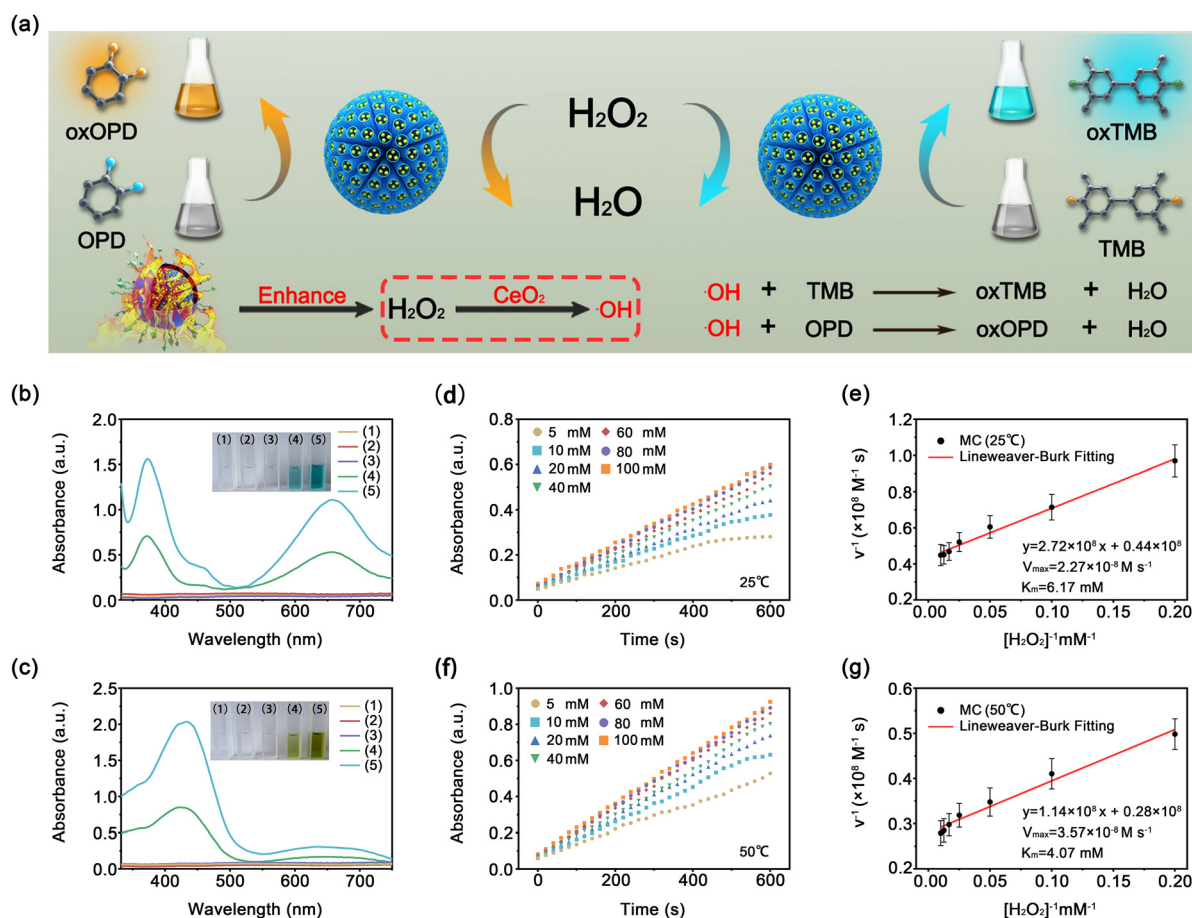 (a)
oxOPD
OPD
H₂O₂
H₂O
oxTMB
TMB
Enhance
H₂O₂
CeO₂
·OH
·OH + TMB oxTMB + H₂O
·OH + OPD oxOPD + H₂O
(b)
Absorbance (a.u.)
2.0
1.5
1.0
0.5
0.0
(1) (2) (3) (4) (5)
(1)
(2)
(3)
(4)
(5)
400 500 600 700
Wavelength (nm)
(d)
Absorbance (a.u.)
0.8
0.6
0.4
0.2
0.0
5 mM 60 mM
10 mM 80 mM
20 mM 100 mM
40 mM
25℃
0 100 200 300 400 500 600
Time (s)
(e)
v⁻¹ (×10⁸ M⁻¹ s)
1.2
1.0
0.8
0.6
0.4
0.2
MC (25℃)
Lineweaver-Burk Fitting
y=2.72×10⁸ x + 0.44×10⁸
Vmax=2.27×10⁻⁸ M s⁻¹
Km=6.17 mM
0.00 0.05 0.10 0.15 0.20
[H₂O₂]⁻¹mM⁻¹
(c)
Absorbance (a.u.)
2.5
2.0
1.5
1.0
0.5
0.0
(1) (2) (3) (4) (5)
(1)
(2)
(3)
(4)
(5)
400 500 600 700
Wavelength (nm)
(f)
Absorbance (a.u.)
1.0
0.8
0.6
0.4
0.2
0.0
5 mM 60 mM
10 mM 80 mM
20 mM 100 mM
40 mM
50℃
0 100 200 300 400 500 600
Time (s)
(g)
v⁻¹ (×10⁸ M⁻¹ s)
0.6
0.5
0.4
0.3
0.2
MC (50℃)
Lineweaver-Burk Fitting
y=1.14×10⁸ x + 0.28×10⁸
Vmax=3.57×10⁻⁸ M s⁻¹
Km=4.07 mM
0.00 0.05 0.10 0.15 0.20
[H₂O₂]⁻¹mM⁻¹